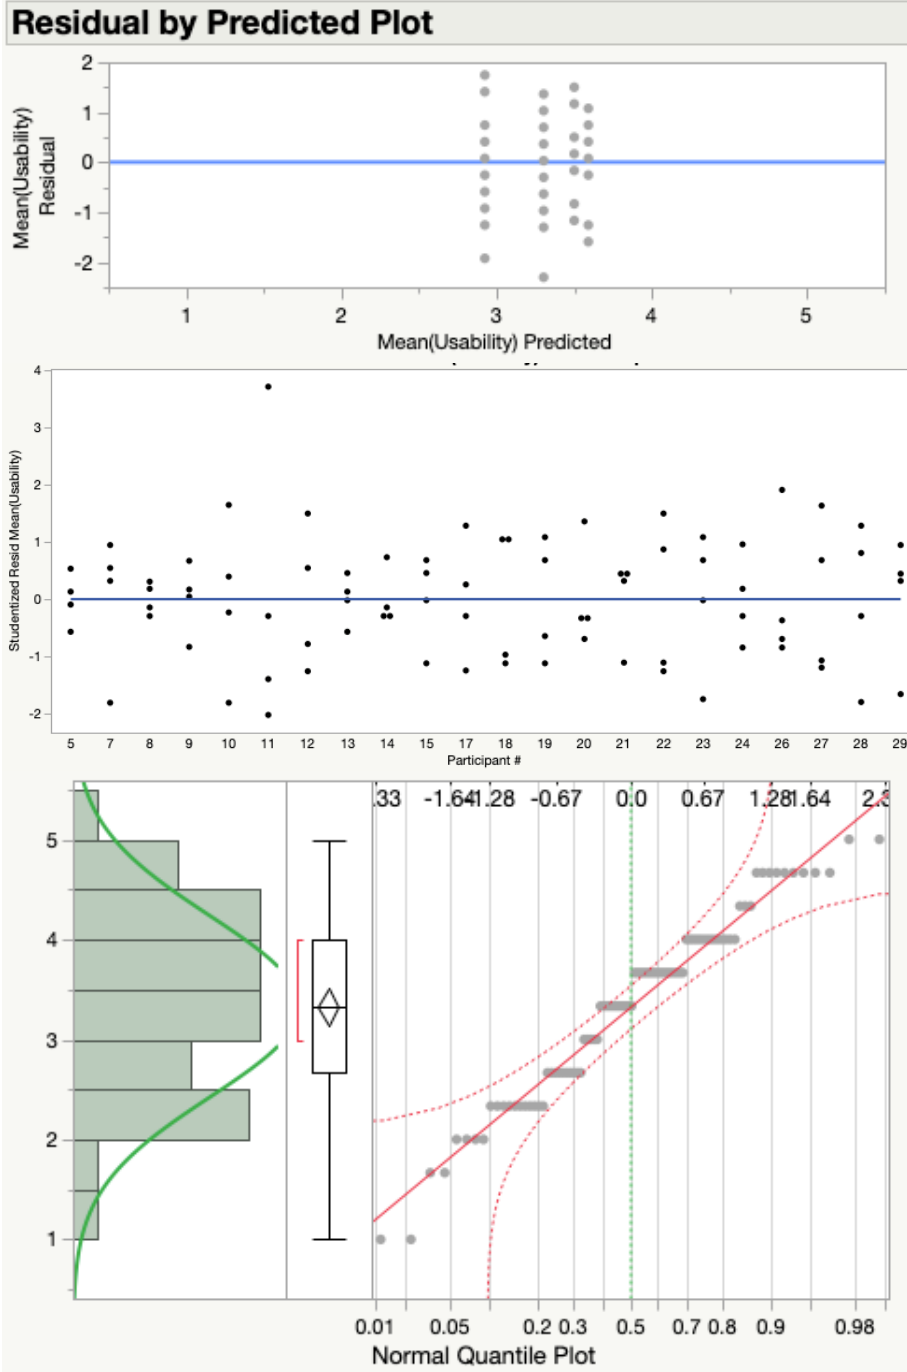 Residual by Predicted Plot
Mean(Usability)
Residual
2
1
0
-1
-2
1 2 3 4 5
Mean(Usability) Predicted
Studentized Resid Mean(Usability)
4
3
2
1
0
-1
-2
5 7 8 9 10 11 12 13 14 15 17 18 19 20 21 22 23 24 26 27 28 29
Participant #
.33 -1.64 -1.28 -0.67 0.0 0.67 1.28 1.64
5
4
3
2
1
0.01 0.05 0.2 0.3 0.5 0.7 0.8 0.9 0.98
Normal Quantile Plot